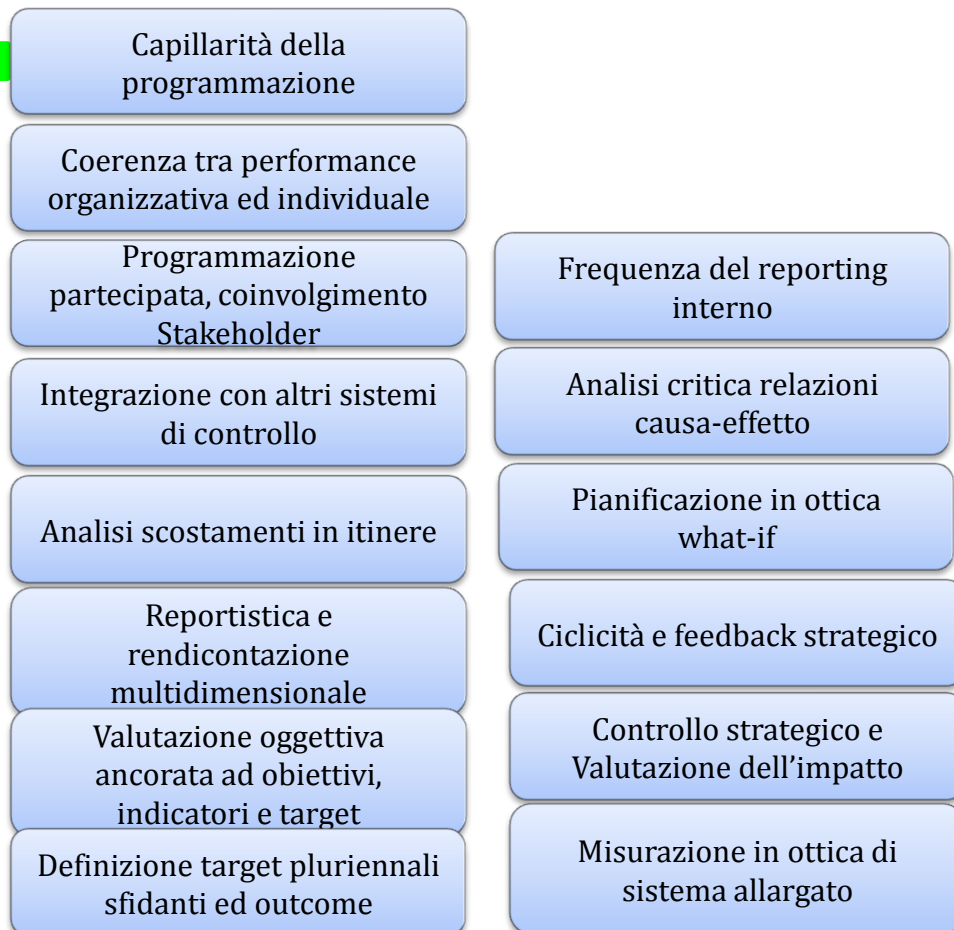 Capillarità della
programmazione
Coerenza tra performance
organizzativa ed individuale
Programmazione
partecipata, coinvolgimento
Stakeholder
Integrazione con altri sistemi
di controllo
Analisi scostamenti in itinere
Reportistica e
rendicontazione
multidimensionale
Valutazione oggettiva
ancorata ad obiettivi,
indicatori e target
Definizione target pluriennali
sfidanti ed outcome
Frequenza del reporting
interno
Analisi critica relazioni
causa-effetto
Pianificazione in ottica
what-if
Ciclicità e feedback strategico
Controllo strategico e
Valutazione dell’impatto
Misurazione in ottica di
sistema allargato